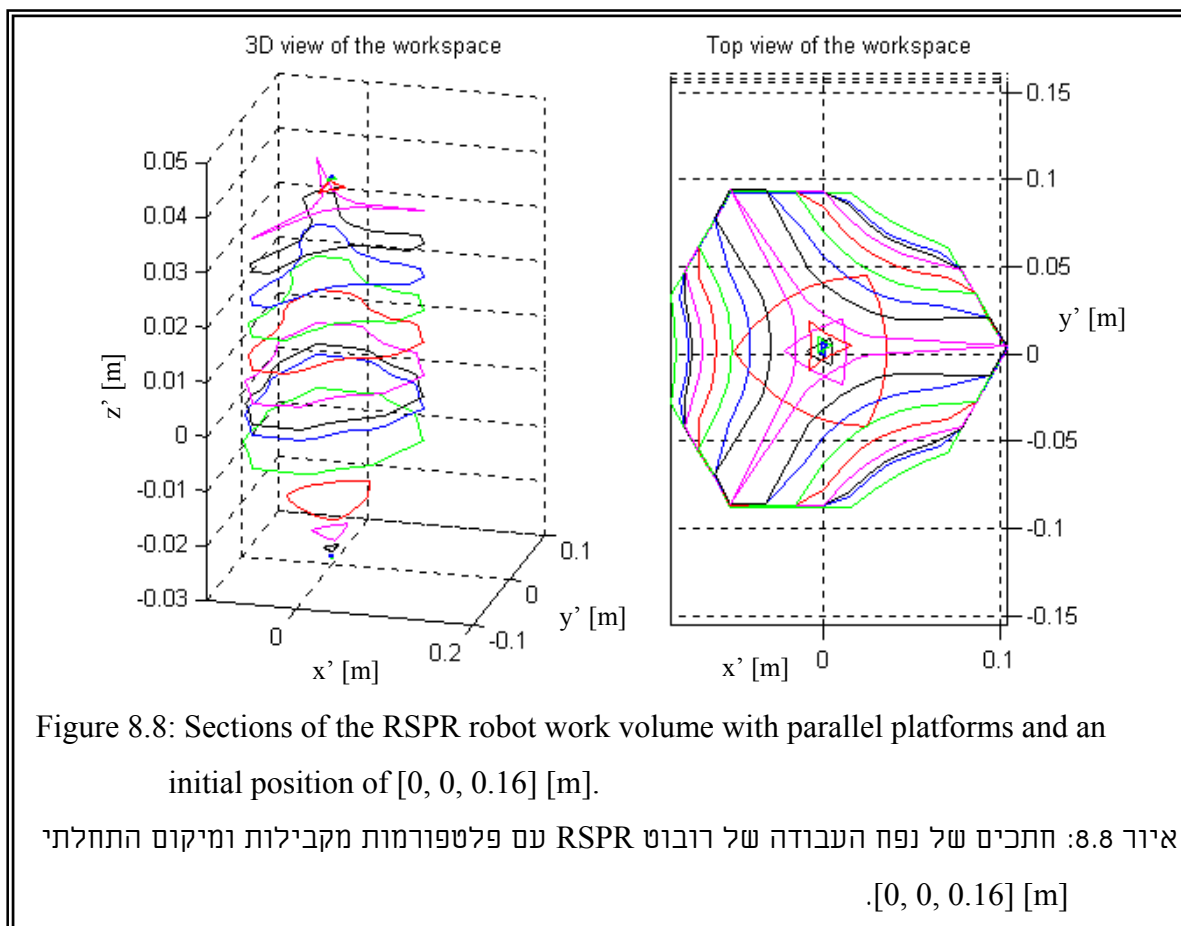 3D view of the workspace
0.05
0.04
0.03
0.02
0.01
0
-0.01
-0.02
-0.03
z’ [m]
0
0.2
x’ [m]
0.1
0
-0.1
y’ [m]
Top view of the workspace
0.15
0.1
0.05
y’ [m]
0
-0.05
-0.1
-0.15
x’ [m]
0
0.1
Figure 8.8: Sections of the RSPR robot work volume with parallel platforms and an
initial position of [0, 0, 0.16] [m].
איור 8.8: חתכים של נפח העבודה של רובוט RSPR עם פלטפורמות מקבילות ומיקום התחלתי
[0, 0, 0.16] [m].